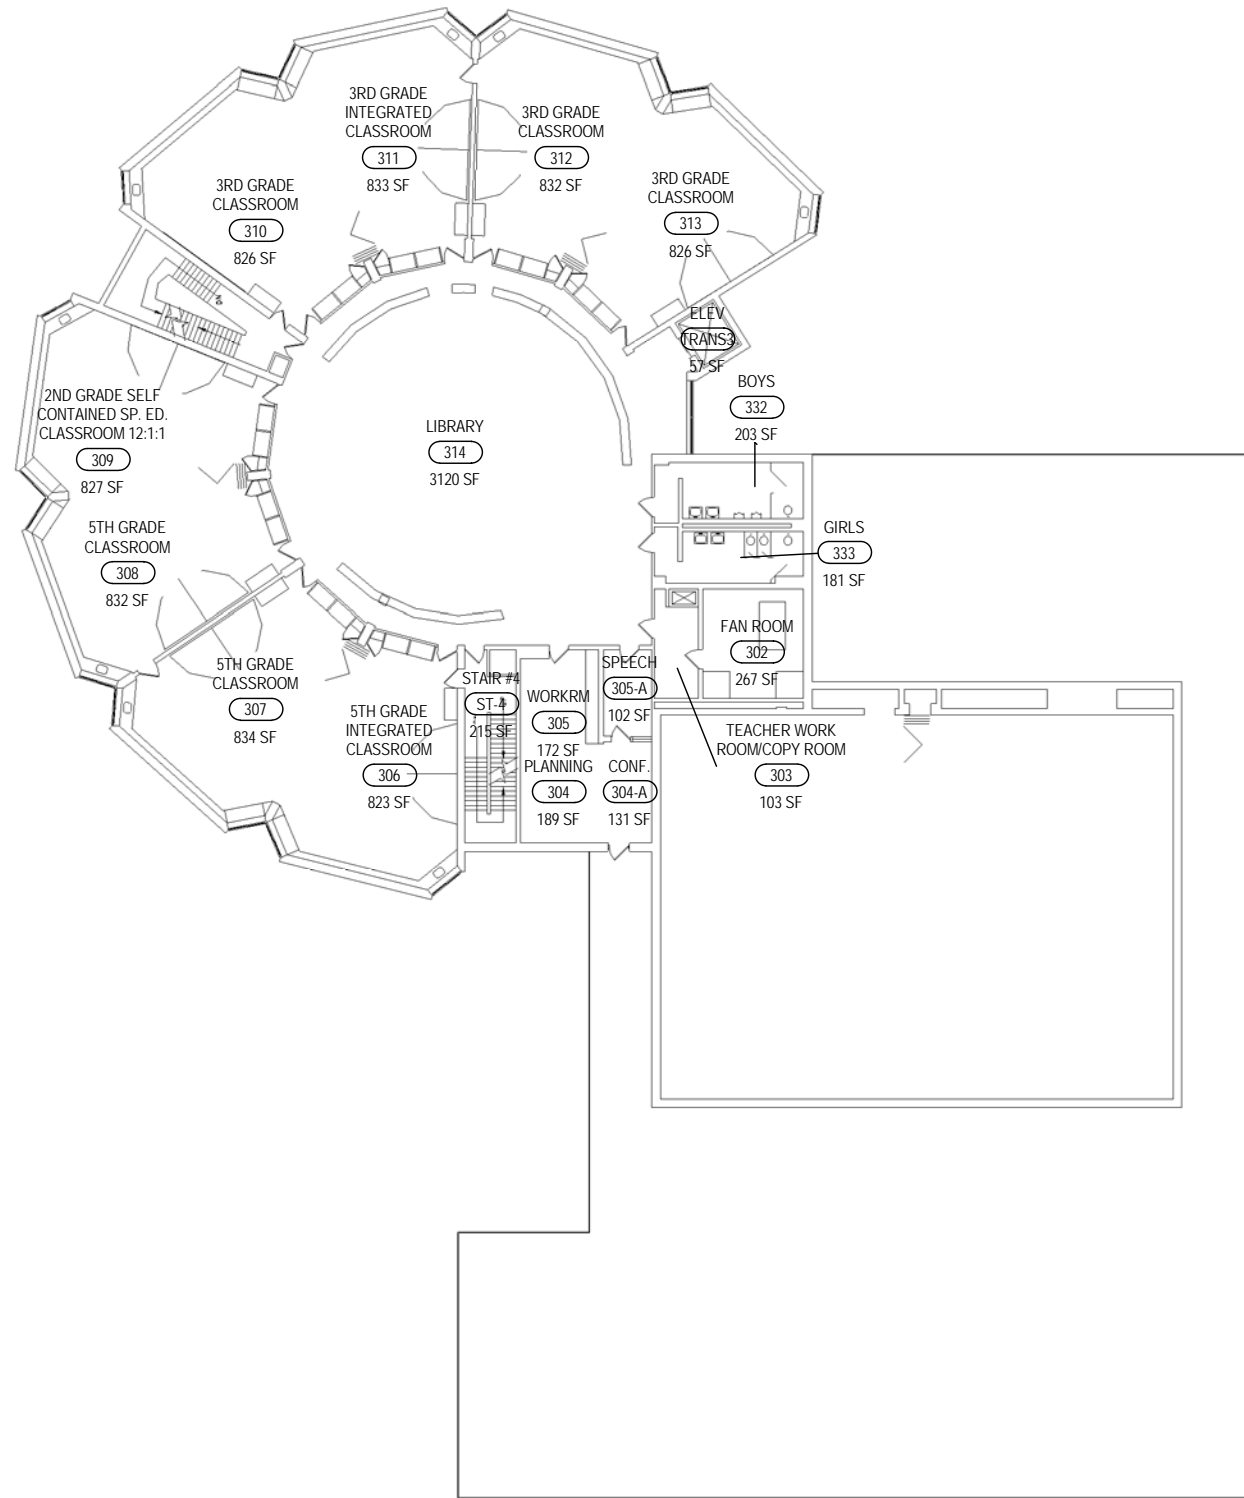 3RD GRADE
INTEGRATED
CLASSROOM
311
833 SF
3RD GRADE
CLASSROOM
312
832 SF
3RD GRADE
CLASSROOM
310
826 SF
3RD GRADE
CLASSROOM
313
826 SF
DN
ELEV
TRANS3
57 SF
BOYS
332
203 SF
2ND GRADE SELF
CONTAINED SP. ED.
CLASSROOM 12:1:1
309
827 SF
LIBRARY
314
3120 SF
5TH GRADE
CLASSROOM
308
832 SF
GIRLS
333
181 SF
FAN ROOM
302
267 SF
5TH GRADE
CLASSROOM
307
834 SF
5TH GRADE
INTEGRATED
CLASSROOM
306
823 SF
STAIR #4
ST-4
215 SF
WORKRM
305
172 SF
SPEECH
305-A
102 SF
PLANNING
304
189 SF
CONF.
304-A
131 SF
TEACHER WORK
ROOM/COPY ROOM
303
103 SF